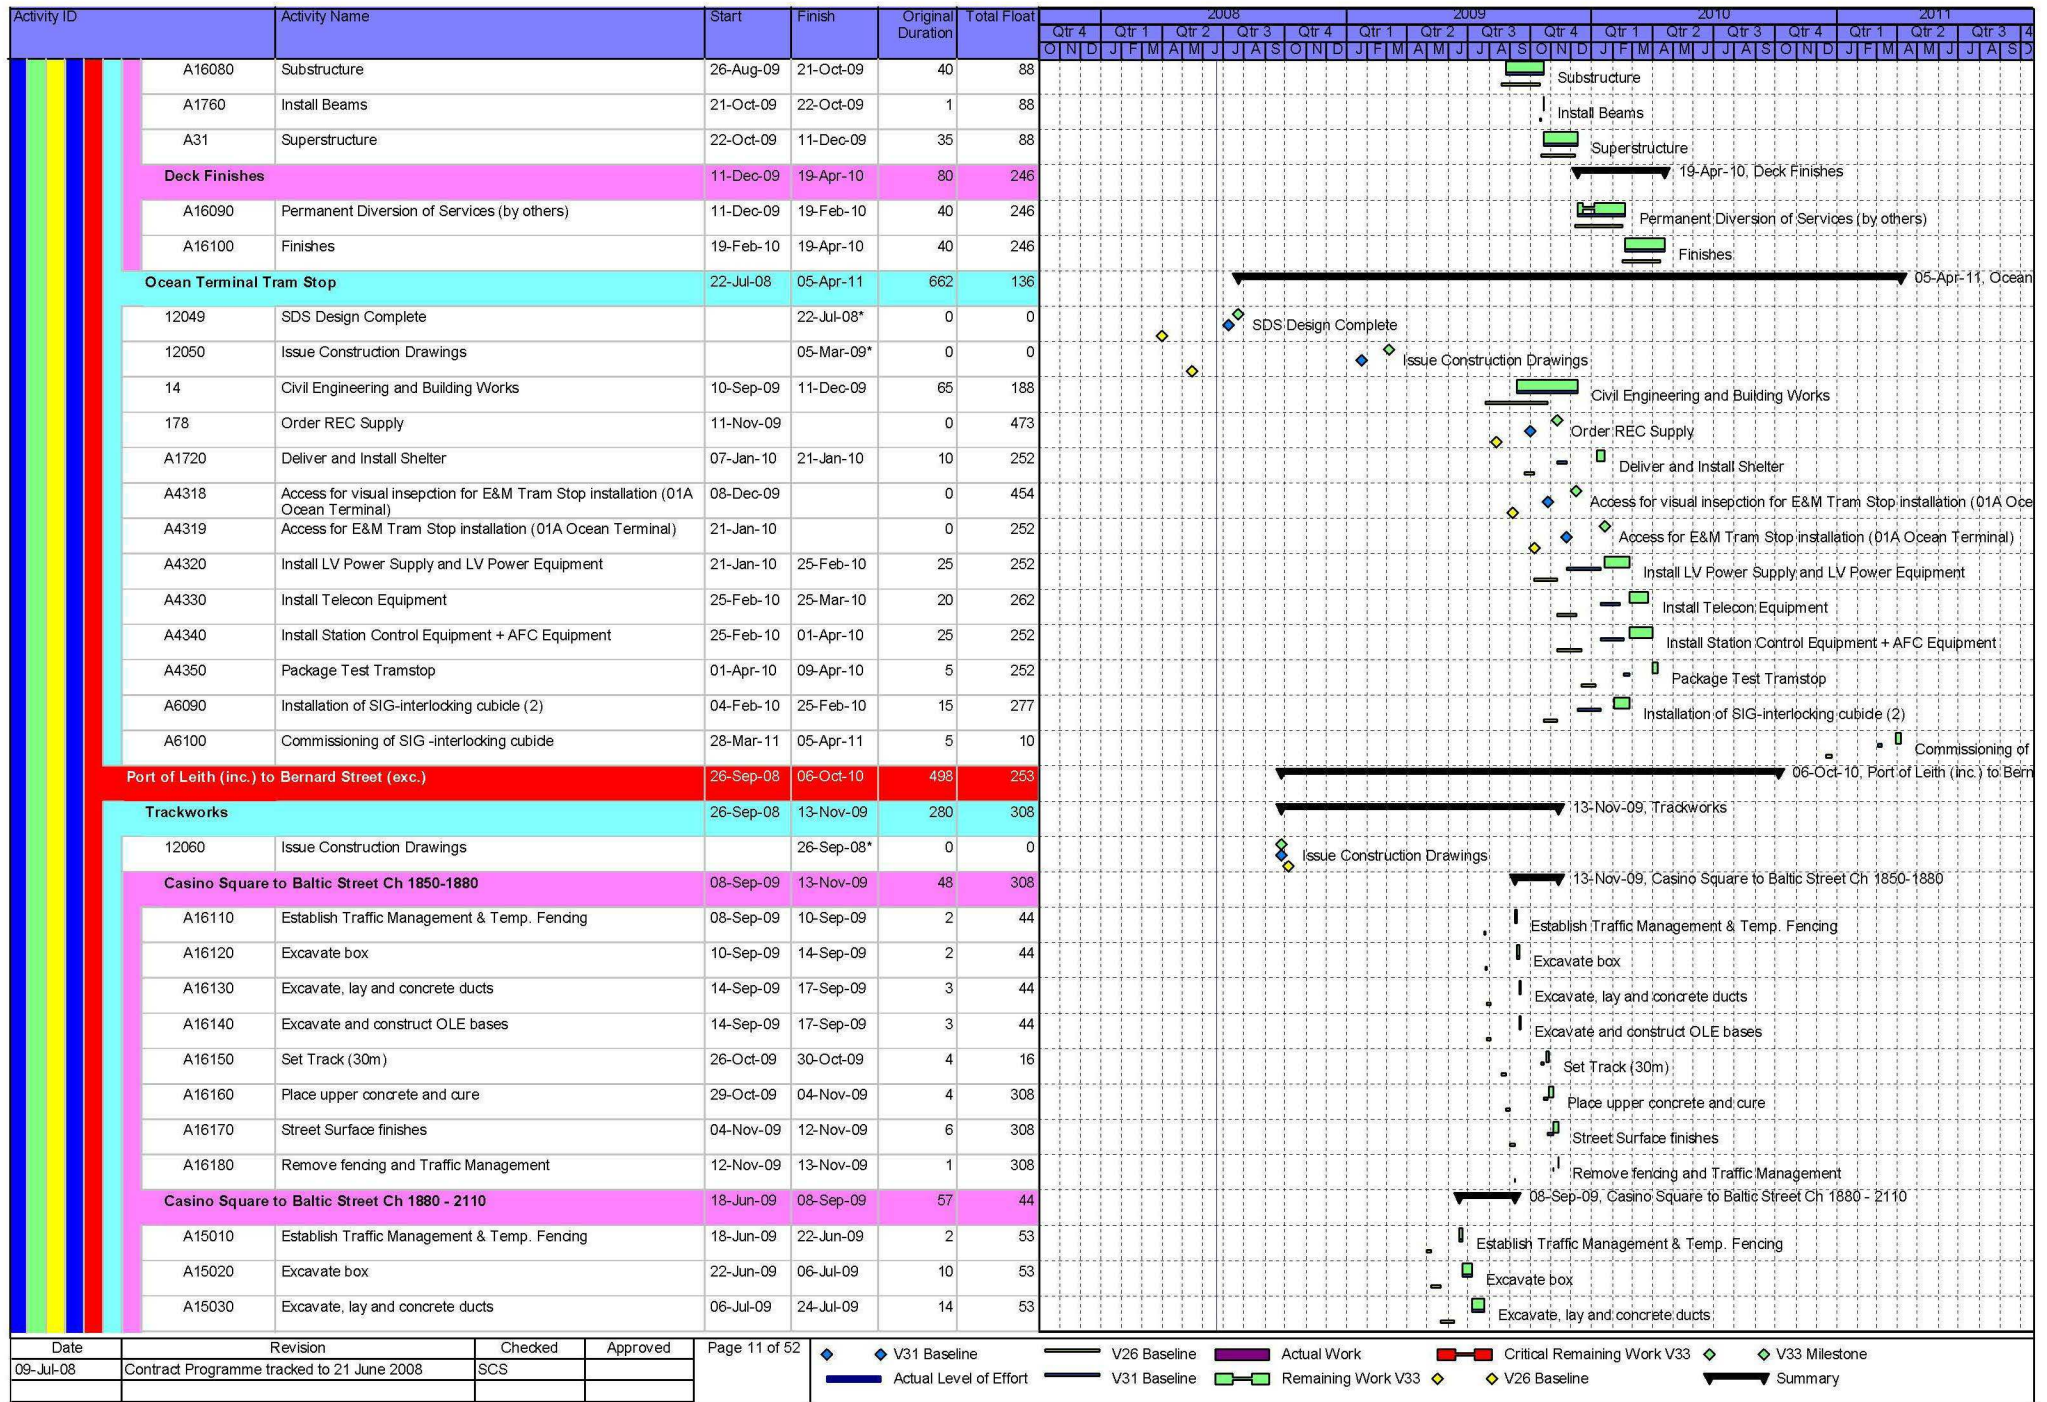 Activity ID Activity Name Start Finish Original Total Float 2008 2009 2010 2011
Duration Qtr 4 Qtr 1 Qtr 2 Qtr 3 Qtr 4 Qtr 1 Qtr 2 Qtr 3 Qtr 4 Qtr 1 Qtr 2 Qtr 3 Qtr 4 Qtr 1 Qtr 2 Qtr 3 4
O N D J F M A M J J A S O N D J F M A M J J A S O N D J F M A M J J A S O N D J F M A M J J A S O
A16080 Substructure 26-Aug-09 21-Oct-09 40 88 Substructure
A1760 Install Beams 21-Oct-09 22-Oct-09 1 88 Install Beams
A31 Superstructure 22-Oct-09 11-Dec-09 35 88 Superstructure
Deck Finishes 11-Dec-09 19-Apr-10 80 246 19-Apr-10, Deck Finishes
A16090 Permanent Diversion of Services (by others) 11-Dec-09 19-Feb-10 40 246 Permanent Diversion of Services (by others)
A16100 Finishes 19-Feb-10 19-Apr-10 40 246 Finishes
Ocean Terminal Tram Stop 22-Jul-08 05-Apr-11 662 136 05-Apr-11, Ocean
12049 SDS Design Complete 22-Jul-08* 0 0 SDS Design Complete
12050 Issue Construction Drawings 05-Mar-09* 0 0 Issue Construction Drawings
14 Civil Engineering and Building Works 10-Sep-09 11-Dec-09 65 188 Civil Engineering and Building Works
178 Order REC Supply 11-Nov-09 0 473 Order REC Supply
A1720 Deliver and Install Shelter 07-Jan-10 21-Jan-10 10 252 Deliver and Install Shelter
A4318 Access for visual insepction for E&M Tram Stop installation (01A 08-Dec-09 0 454 Access for visual insepction for E&M Tram Stop installation (01A Oce
Ocean Terminal)
A4319 Access for E&M Tram Stop installation (01A Ocean Terminal) 21-Jan-10 0 252 Access for E&M Tram Stop installation (01A Ocean Terminal)
A4320 Install LV Power Supply and LV Power Equipment 21-Jan-10 25-Feb-10 25 252 Install LV Power Supply and LV Power Equipment
A4330 Install Telecon Equipment 25-Feb-10 25-Mar-10 20 262 Install Telecon Equipment
A4340 Install Station Control Equipment + AFC Equipment 25-Feb-10 01-Apr-10 25 252 Install Station Control Equipment + AFC Equipment
A4350 Package Test Tramstop 01-Apr-10 09-Apr-10 5 252 Package Test Tramstop
A6090 Installation of SIG-interlocking cubicle (2) 04-Feb-10 25-Feb-10 15 277 Installation of SIG-interlocking cubicle (2)
A6100 Commissioning of SIG -interlocking cubicle 28-Mar-11 05-Apr-11 5 10 Commissioning of
Port of Leith (inc.) to Bernard Street (exc.) 26-Sep-08 06-Oct-10 498 253 06-Oct-10, Port of Leith (inc.) to Bern
Trackworks 26-Sep-08 13-Nov-09 280 308 13-Nov-09, Trackworks
12060 Issue Construction Drawings 26-Sep-08* 0 0 Issue Construction Drawings
Casino Square to Baltic Street Ch 1850-1880 08-Sep-09 13-Nov-09 48 308 13-Nov-09, Casino Square to Baltic Street Ch 1850-1880
A16110 Establish Traffic Management & Temp. Fencing 08-Sep-09 10-Sep-09 2 44 Establish Traffic Management & Temp. Fencing
A16120 Excavate box 10-Sep-09 14-Sep-09 2 44 Excavate box
A16130 Excavate, lay and concrete ducts 14-Sep-09 17-Sep-09 3 44 Excavate, lay and concrete ducts
A16140 Excavate and construct OLE bases 14-Sep-09 17-Sep-09 3 44 Excavate and construct OLE bases
A16150 Set Track (30m) 26-Oct-09 30-Oct-09 4 16 Set Track (30m)
A16160 Place upper concrete and cure 29-Oct-09 04-Nov-09 4 308 Place upper concrete and cure
A16170 Street Surface finishes 04-Nov-09 12-Nov-09 6 308 Street Surface finishes
A16180 Remove fencing and Traffic Management 12-Nov-09 13-Nov-09 1 308 Remove fencing and Traffic Management
Casino Square to Baltic Street Ch 1880 - 2110 18-Jun-09 08-Sep-09 57 44 08-Sep-09, Casino Square to Baltic Street Ch 1880 - 2110
A15010 Establish Traffic Management & Temp. Fencing 18-Jun-09 22-Jun-09 2 53 Establish Traffic Management & Temp. Fencing
A15020 Excavate box 22-Jun-09 06-Jul-09 10 53 Excavate box
A15030 Excavate, lay and concrete ducts 06-Jul-09 24-Jul-09 14 53 Excavate, lay and concrete ducts
Date Revision Checked Approved Page 11 of 52 V31 Baseline V26 Baseline Actual Work Critical Remaining Work V33 V33 Milestone
09-Jul-08 Contract Programme tracked to 21 June 2008 SCS Actual Level of Effort V31 Baseline Remaining Work V33 V26 Baseline Summary